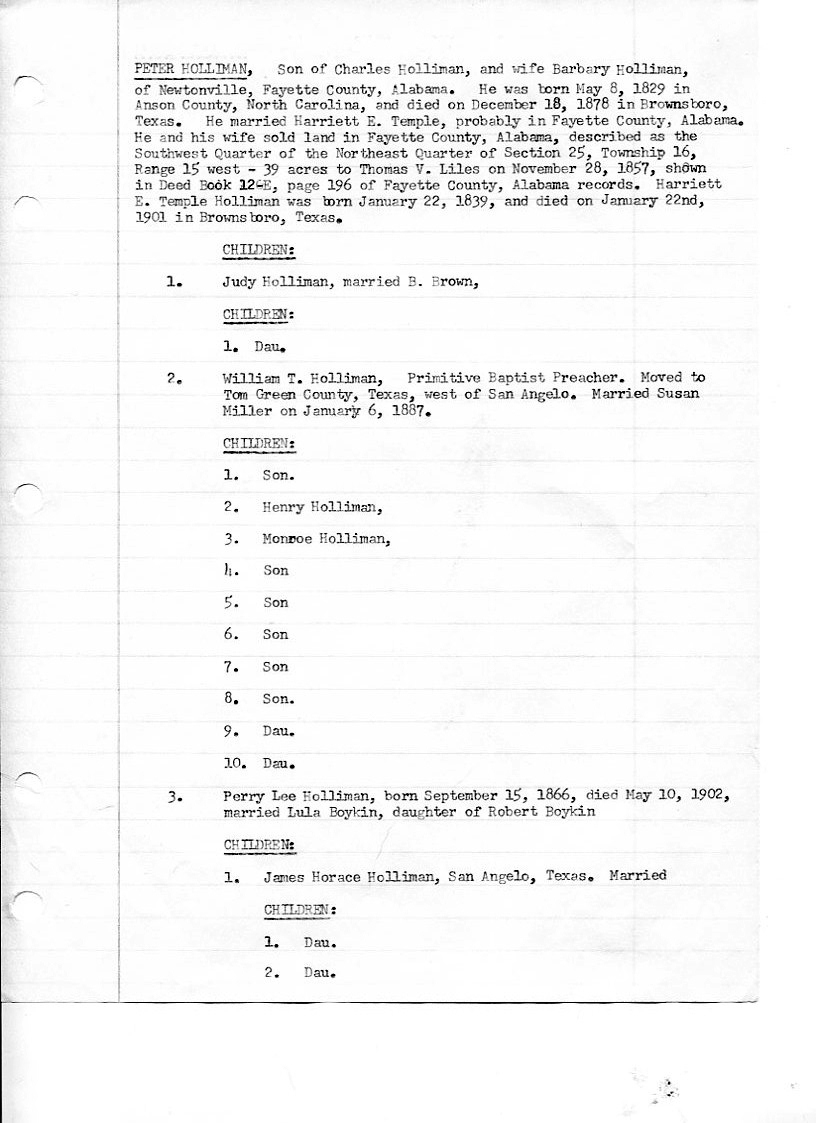 PETER HOLLIMAN, Son of Charles Holliman, and wife Barbary Holliman,
of Newtonville, Fayette County, Alabama. He was born May 8, 1829 in
Anson County, North Carolina, and died on December 18, 1878 in Brownsboro,
Texas. He married Harriett E. Temple, probably in Fayette County, Alabama.
He and his wife sold land in Fayette County, Alabama, described as the
Southwest Quarter of the Northeast Quarter of Section 25, Township 16,
Range 15 west - 39 acres to Thomas V. Liles on November 28, 1857, shown
in Deed Book 12-E, page 196 of Fayette County, Alabama records. Harriett
E. Temple Holliman was born January 22, 1839, and died on January 22nd,
1901 in Brownsboro, Texas.
CHILDREN:
1. Judy Holliman, married B. Brown,
CHILDREN:
1. Dau.
2. William T. Holliman, Primitive Baptist Preacher. Moved to
Tom Green County, Texas, west of San Angelo. Married Susan
Miller on January 6, 1887.
CHILDREN:
1. Son.
2. Henry Holliman,
3. Monroe Holliman,
4. Son
5. Son
6. Son
7. Son
8. Son.
9. Dau.
10. Dau.
3. Perry Lee Holliman, born September 15, 1866, died May 10, 1902,
married Lula Boykin, daughter of Robert Boykin
CHILDREN:
1. James Horace Holliman, San Angelo, Texas. Married
CHILDREN:
1. Dau.
2. Dau.